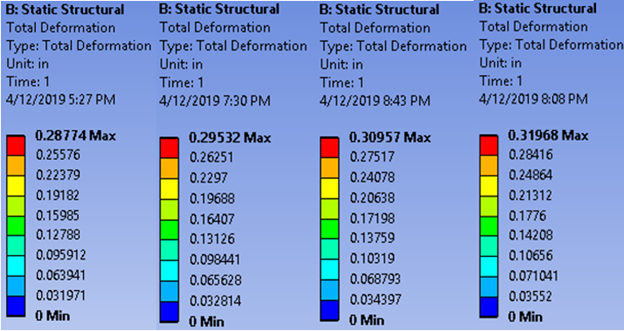 B: Static Structural
Total Deformation
Type: Total Deformation
Unit: in
Time: 1
4/12/2019 5:27 PM
0.28774 Max
0.25576
0.22379
0.19182
0.15985
0.12788
0.095912
0.063941
0.031971
0 Min
B: Static Structural
Total Deformation
Type: Total Deformation
Unit: in
Time: 1
4/12/2019 7:30 PM
0.29532 Max
0.26251
0.2297
0.19688
0.16407
0.13126
0.098441
0.065628
0.032814
0 Min
B: Static Structural
Total Deformation
Type: Total Deformation
Unit: in
Time: 1
4/12/2019 8:43 PM
0.30957 Max
0.27517
0.24078
0.20638
0.17198
0.13759
0.10319
0.068793
0.034397
0 Min
B: Static Structural
Total Deformation
Type: Total Deformation
Unit: in
Time: 1
4/12/2019 8:08 PM
0.31968 Max
0.28416
0.24864
0.21312
0.1776
0.14208
0.10656
0.071041
0.03552
0 Min